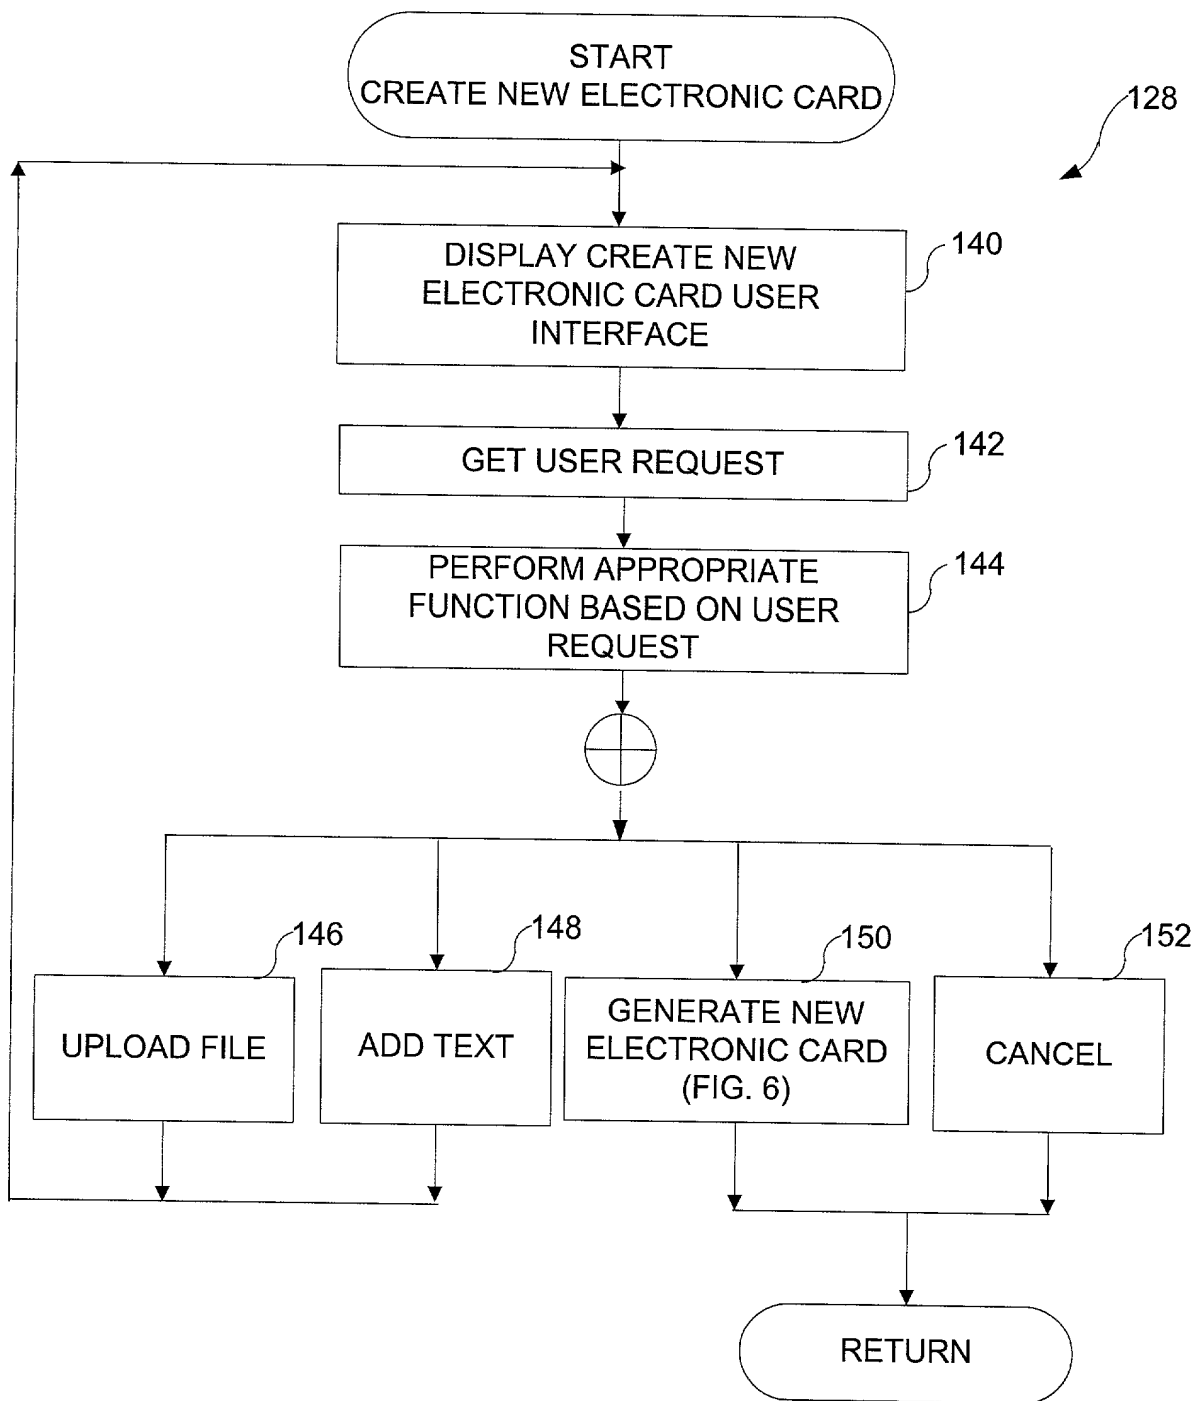 START
CREATE NEW ELECTRONIC CARD
128
DISPLAY CREATE NEW
ELECTRONIC CARD USER
INTERFACE
140
GET USER REQUEST
142
PERFORM APPROPRIATE
FUNCTION BASED ON USER
REQUEST
144
146
UPLOAD FILE
148
ADD TEXT
150
GENERATE NEW
ELECTRONIC CARD
(FIG. 6)
152
CANCEL
RETURN